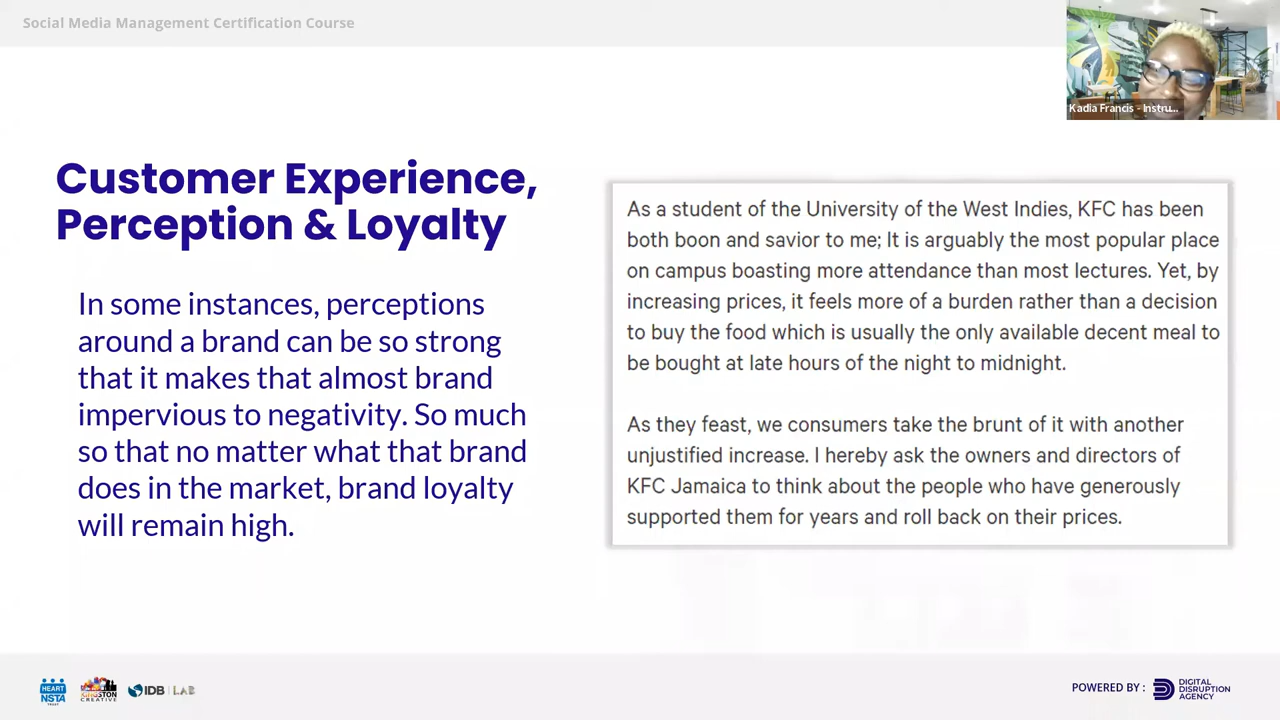 Social Media Management Certification Course
Kadia Francis - Instru...
Customer Experience,
Perception & Loyalty
In some instances, perceptions
around a brand can be so strong
that it makes that almost brand
impervious to negativity. So much
so that no matter what that brand
does in the market, brand loyalty
will remain high.
As a student of the University of the West Indies, KFC has been
both boon and savior to me; It is arguably the most popular place
on campus boasting more attendance than most lectures. Yet, by
increasing prices, it feels more of a burden rather than a decision
to buy the food which is usually the only available decent meal to
be bought at late hours of the night to midnight.
As they feast, we consumers take the brunt of it with another
unjustified increase. I hereby ask the owners and directors of
KFC Jamaica to think about the people who have generously
supported them for years and roll back on their prices.
HEART
NSTA
TRUST
KINGSTON
CREATIVE
IDB | LAB
POWERED BY :
DIGITAL
DISRUPTION
AGENCY